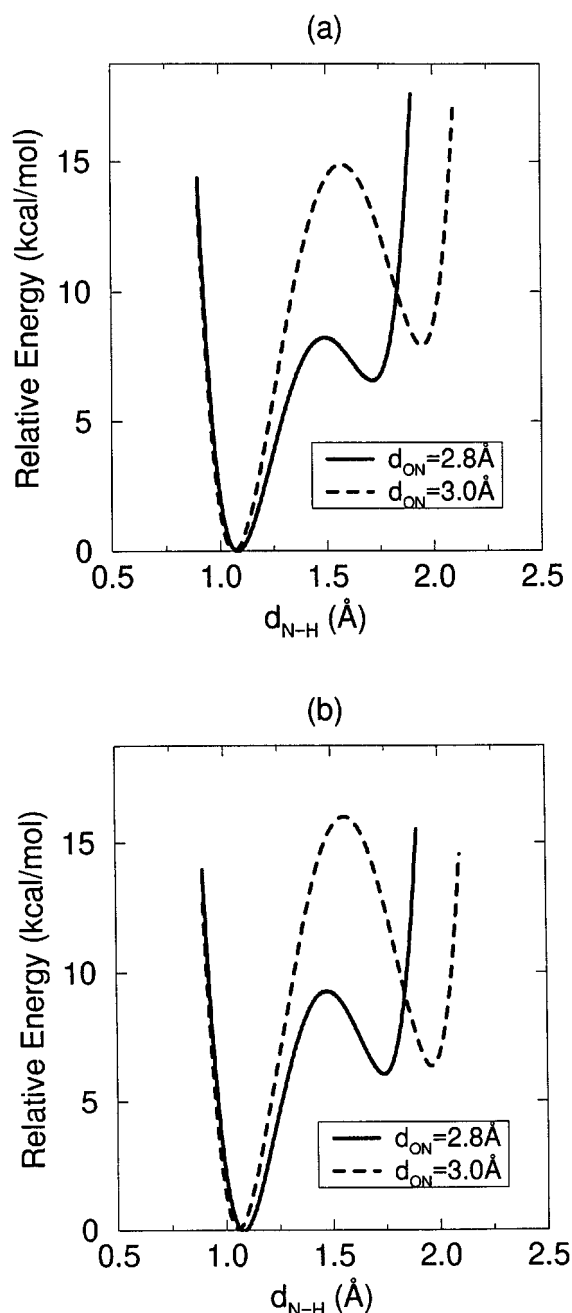 (a)
Relative Energy (kcal/mol)
15
10
5
0
0.5 1.0 1.5 2.0 2.5
d_N-H (Å)
d_ON=2.8Å
d_ON=3.0Å
(b)
Relative Energy (kcal/mol)
15
10
5
0
0.5 1.0 1.5 2.0 2.5
d_N-H (Å)
d_ON=2.8Å
d_ON=3.0Å